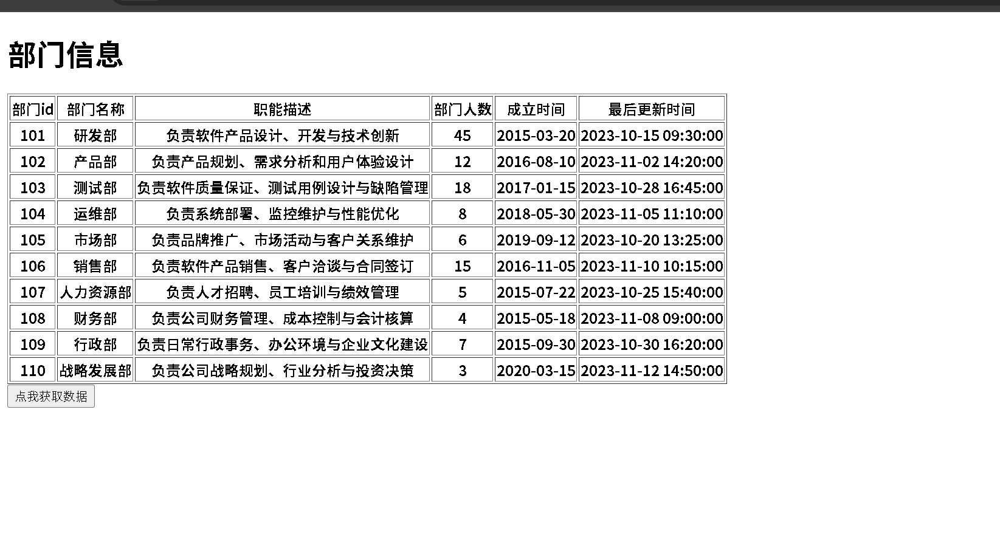 部门信息
部门id 部门名称 职能描述 部门人数 成立时间 最后更新时间
101 研发部 负责软件产品设计、开发与技术创新 45 2015-03-20 2023-10-15 09:30:00
102 产品部 负责产品规划、需求分析和用户体验设计 12 2016-08-10 2023-11-02 14:20:00
103 测试部 负责软件质量保证、测试用例设计与缺陷管理 18 2017-01-15 2023-10-28 16:45:00
104 运维部 负责系统部署、监控维护与性能优化 8 2018-05-30 2023-11-05 11:10:00
105 市场部 负责品牌推广、市场活动与客户关系维护 6 2019-09-12 2023-10-20 13:25:00
106 销售部 负责软件产品销售、客户洽谈与合同签订 15 2016-11-05 2023-11-10 10:15:00
107 人力资源部 负责人才招聘、员工培训与绩效管理 5 2015-07-22 2023-10-25 15:40:00
108 财务部 负责公司财务管理、成本控制与会计核算 4 2015-05-18 2023-11-08 09:00:00
109 行政部 负责日常行政事务、办公环境与企业文化建设 7 2015-09-30 2023-10-30 16:20:00
110 战略发展部 负责公司战略规划、行业分析与投资决策 3 2020-03-15 2023-11-12 14:50:00
点我获取数据